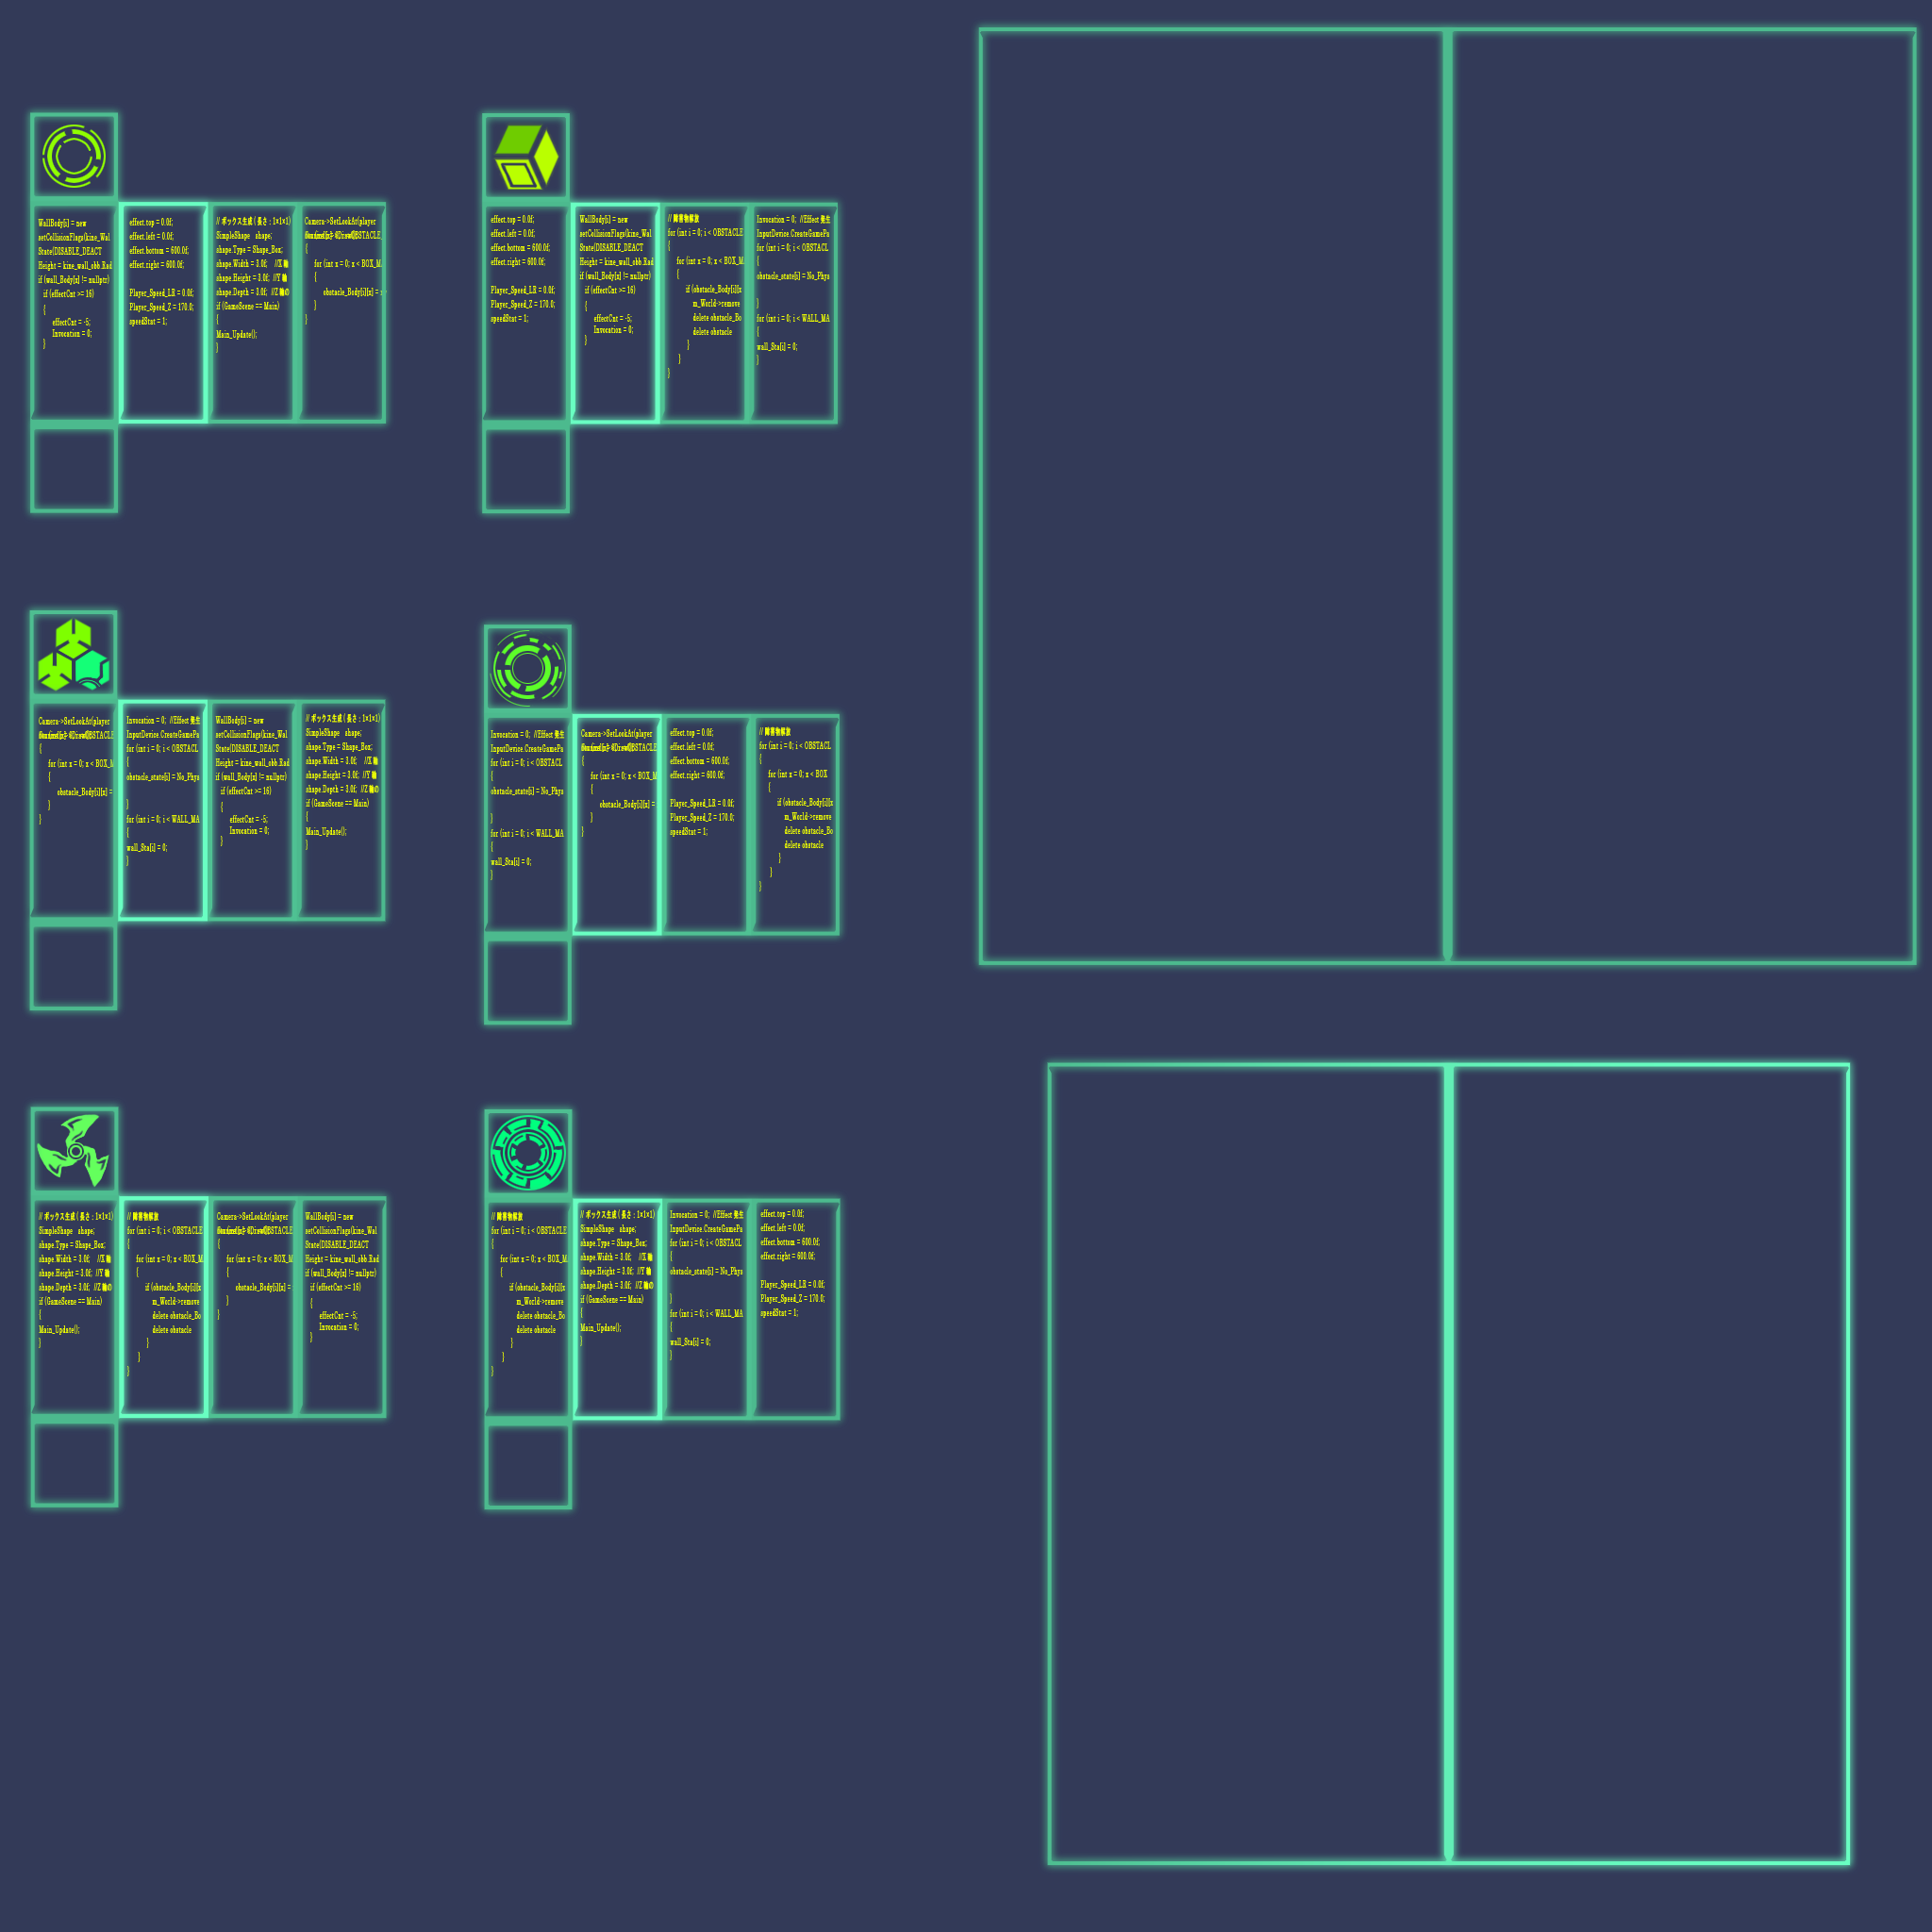 WallBody[i] = new
setCollisionFlags(kine_Wal
State(DISABLE_DEACT
Height = kine_wall_obb.Rad
if (wall_Body[x] != nullptr)
if (effectCnt >= 16)
{
effectCnt = -5;
Invocation = 0;
}
effect.top = 0.0f;
effect.left = 0.0f;
effect.bottom = 600.0f;
effect.right = 600.0f;
Player_Speed_LR = 0.0f;
Player_Speed_Z = 170.0;
speedStat = 1;
// ボックス生成 ( 長さ : 1×1×1)
SimpleShape shape;
shape.Type = Shape_Box;
shape.Width = 3.0f; //X 軸
shape.Height = 3.0f; //Y 軸
shape.Depth = 3.0f; //Z 軸の
if (GameScene == Main)
{
Main_Update();
}
Camera->SetLookAt(player
{
for (int x = 0; x < BOX_M
{
obstacle_Body[i][x] =
}
}
effect.top = 0.0f;
effect.left = 0.0f;
effect.bottom = 600.0f;
effect.right = 600.0f;
Player_Speed_LR = 0.0f;
Player_Speed_Z = 170.0;
speedStat = 1;
WallBody[i] = new
setCollisionFlags(kine_Wal
State(DISABLE_DEACT
Height = kine_wall_obb.Rad
if (wall_Body[x] != nullptr)
if (effectCnt >= 16)
{
effectCnt = -5;
Invocation = 0;
}
// 障害物解放
for (int i = 0; i < OBSTACLE
{
for (int x = 0; x < BOX_M
{
if (obstacle_Body[i][x
m_World->remove
delete obstacle_Bo
delete obstacle
}
}
}
Invocation = 0; //Effect 発生
InputDevice.CreateGamePa
for (int i = 0; i < OBSTACL
{
obstacle_state[i] = No_Phys
}
for (int i = 0; i < WALL_MA
{
wall_Sta[i] = 0;
}
Camera->SetLookAt(player
{
for (int x = 0; x < BOX_M
{
obstacle_Body[i][x] =
}
}
Invocation = 0; //Effect 発生
InputDevice.CreateGamePa
for (int i = 0; i < OBSTACL
{
obstacle_state[i] = No_Phys
}
for (int i = 0; i < WALL_MA
{
wall_Sta[i] = 0;
}
WallBody[i] = new
setCollisionFlags(kine_Wal
State(DISABLE_DEACT
Height = kine_wall_obb.Rad
if (wall_Body[x] != nullptr)
if (effectCnt >= 16)
{
effectCnt = -5;
Invocation = 0;
}
// ボックス生成 ( 長さ : 1×1×1)
SimpleShape shape;
shape.Type = Shape_Box;
shape.Width = 3.0f; //X 軸
shape.Height = 3.0f; //Y 軸
shape.Depth = 3.0f; //Z 軸の
if (GameScene == Main)
{
Main_Update();
}
Invocation = 0; //Effect 発生
InputDevice.CreateGamePa
for (int i = 0; i < OBSTACL
{
obstacle_state[i] = No_Phys
}
for (int i = 0; i < WALL_MA
{
wall_Sta[i] = 0;
}
Camera->SetLookAt(player
{
for (int x = 0; x < BOX_M
{
obstacle_Body[i][x] =
}
}
effect.top = 0.0f;
effect.left = 0.0f;
effect.bottom = 600.0f;
effect.right = 600.0f;
Player_Speed_LR = 0.0f;
Player_Speed_Z = 170.0;
speedStat = 1;
// 障害物解放
for (int i = 0; i < OBSTACL
{
for (int x = 0; x < BOX
{
if (obstacle_Body[i][x
m_World->remove
delete obstacle_Bo
delete obstacle
}
}
}
// ボックス生成 ( 長さ : 1×1×1)
SimpleShape shape;
shape.Type = Shape_Box;
shape.Width = 3.0f; //X 軸
shape.Height = 3.0f; //Y 軸
shape.Depth = 3.0f; //Z 軸の
if (GameScene == Main)
{
Main_Update();
}
// 障害物解放
for (int i = 0; i < OBSTACLE
{
for (int x = 0; x < BOX_M
{
if (obstacle_Body[i][x
m_World->remove
delete obstacle_Bo
delete obstacle
}
}
}
Camera->SetLookAt(player
{
for (int x = 0; x < BOX_M
{
obstacle_Body[i][x] =
}
}
WallBody[i] = new
setCollisionFlags(kine_Wal
State(DISABLE_DEACT
Height = kine_wall_obb.Rad
if (wall_Body[x] != nullptr)
if (effectCnt >= 16)
{
effectCnt = -5;
Invocation = 0;
}
// 障害物解放
for (int i = 0; i < OBSTACLE
{
for (int x = 0; x < BOX_M
{
if (obstacle_Body[i][x
m_World->remove
delete obstacle_Bo
delete obstacle
}
}
}
// ボックス生成 ( 長さ : 1×1×1)
SimpleShape shape;
shape.Type = Shape_Box;
shape.Width = 3.0f; //X 軸
shape.Height = 3.0f; //Y 軸
shape.Depth = 3.0f; //Z 軸の
if (GameScene == Main)
{
Main_Update();
}
Invocation = 0; //Effect 発生
InputDevice.CreateGamePa
for (int i = 0; i < OBSTACL
{
obstacle_state[i] = No_Phys
}
for (int i = 0; i < WALL_MA
{
wall_Sta[i] = 0;
}
effect.top = 0.0f;
effect.left = 0.0f;
effect.bottom = 600.0f;
effect.right = 600.0f;
Player_Speed_LR = 0.0f;
Player_Speed_Z = 170.0;
speedStat = 1;